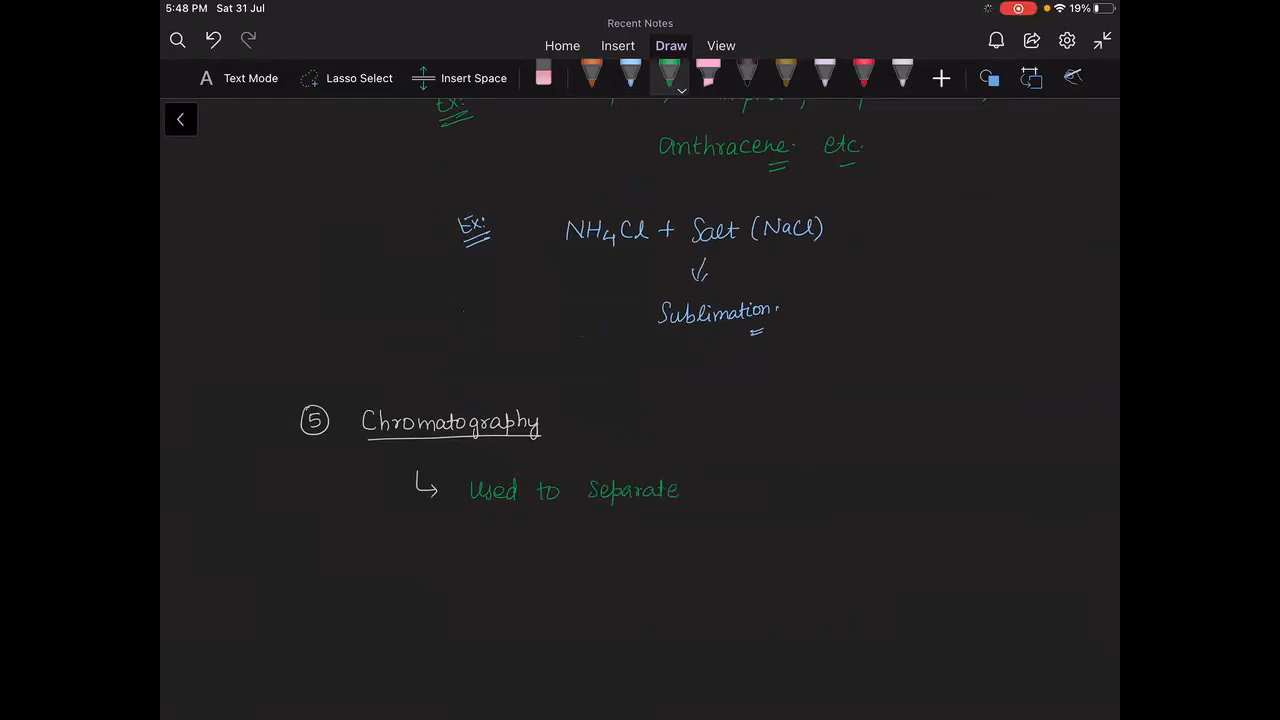 5:48 PM Sat 31 Jul
19%
Recent Notes
Home Insert Draw View
A Text Mode Lasso Select Insert Space
Ex:
anthracene. etc.
Ex: NH4Cl + Salt (NaCl)
Sublimation.
5 Chromatography
Used to separate